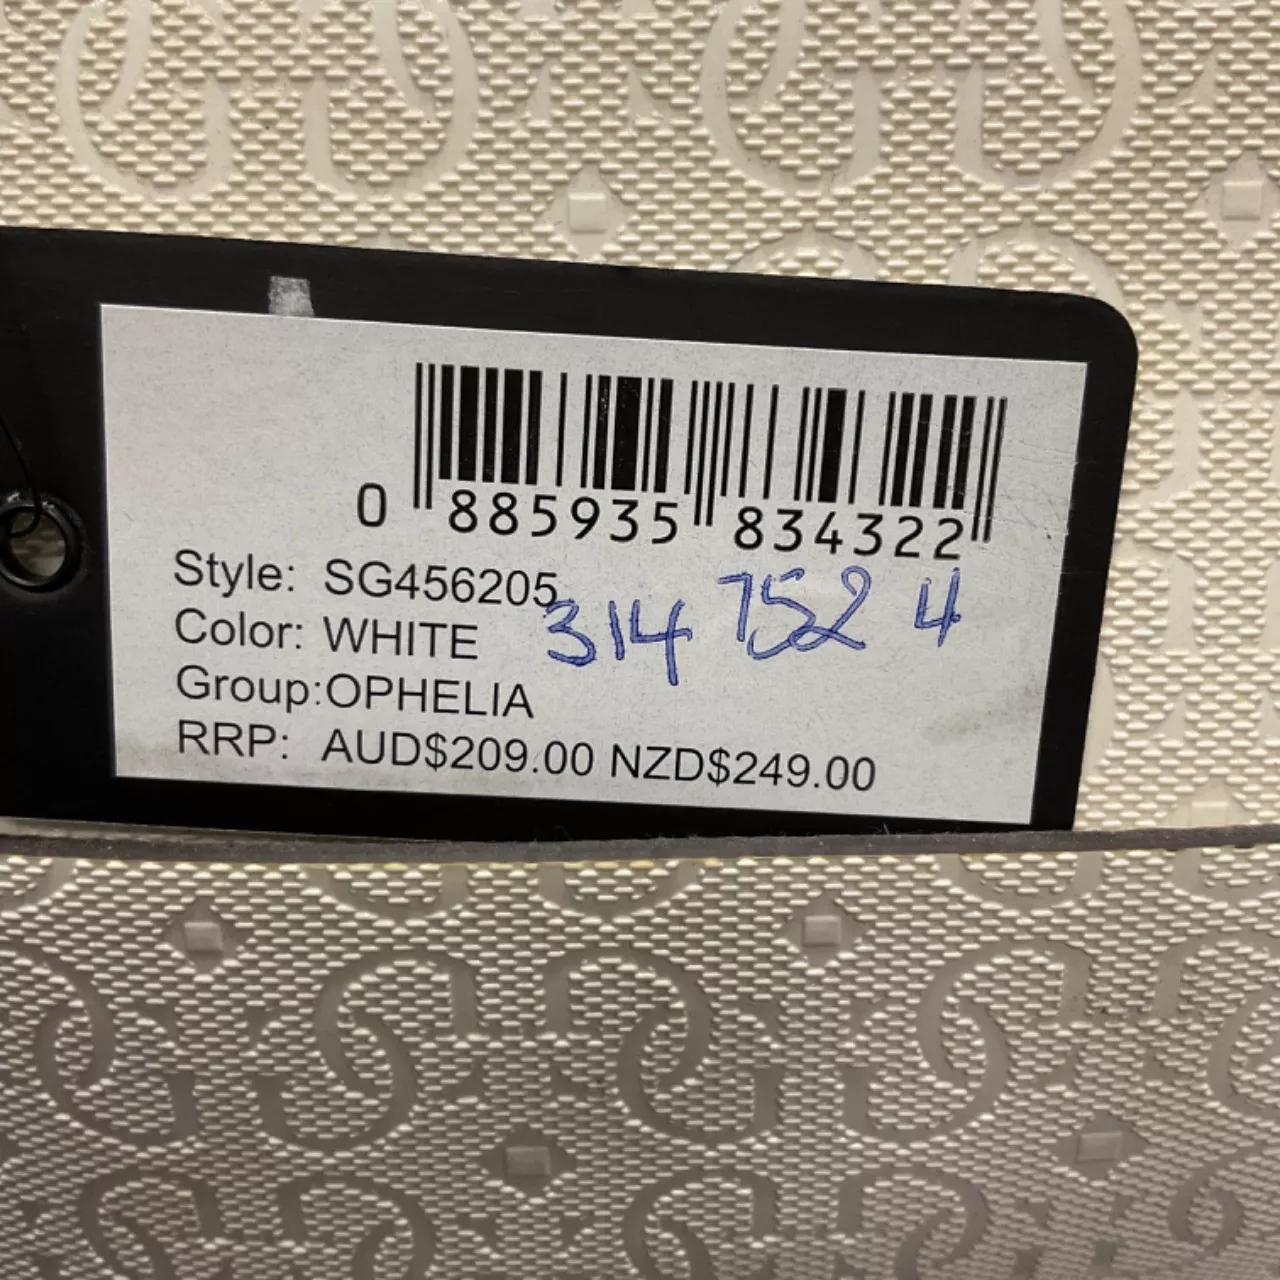 0 885935 834322
Style: SG456205
314 752 4
Color: WHITE
Group:OPHELIA
RRP: AUD$209.00 NZD$249.00